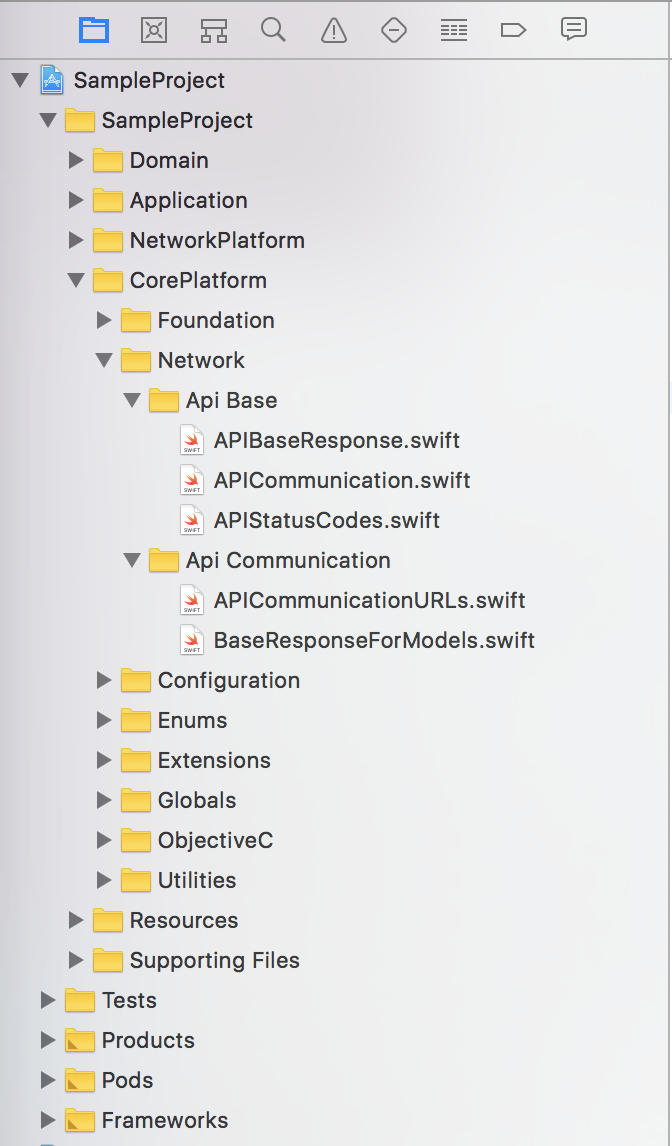 SampleProject
SampleProject
Domain
Application
NetworkPlatform
CorePlatform
Foundation
Network
Api Base
SWIFT APIBaseResponse.swift
SWIFT APICommunication.swift
SWIFT APIStatusCodes.swift
Api Communication
SWIFT APICommunicationURLs.swift
SWIFT BaseResponseForModels.swift
Configuration
Enums
Extensions
Globals
ObjectiveC
Utilities
Resources
Supporting Files
Tests
Products
Pods
Frameworks